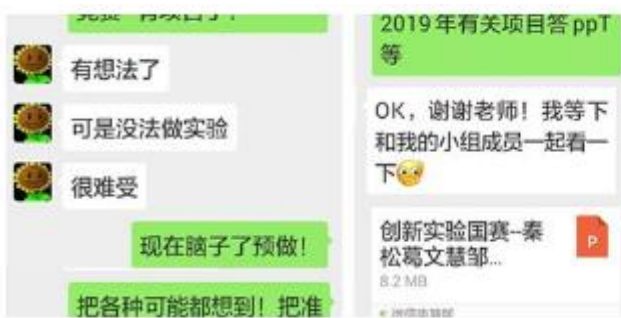 有想法了
可是没法做实验
很难受
现在脑子了预做!
把各种可能都想到!把准
2019年有关项目答ppT
等
OK,谢谢老师!我等下
和我的小组成员一起看一
下
创新实验国赛--秦
松葛文慧邹...
8.2 MB
P